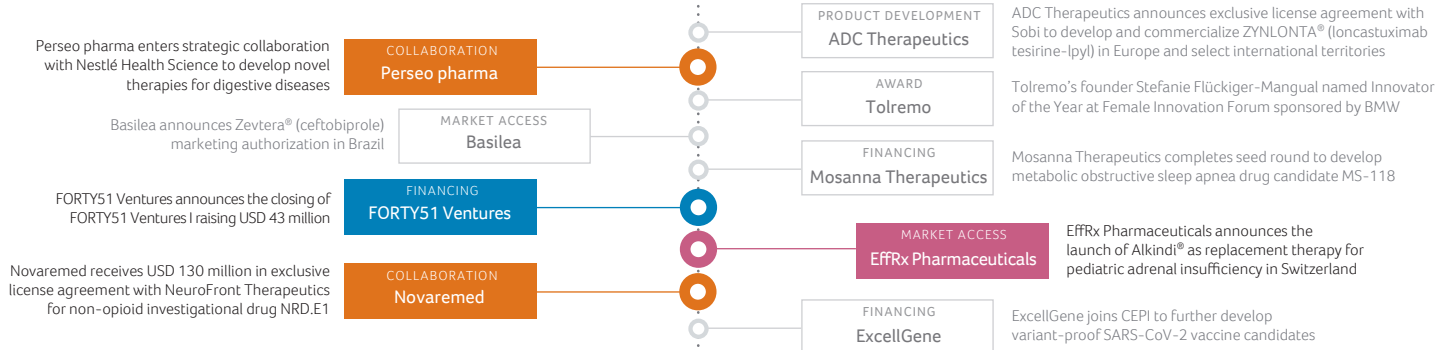 PRODUCT DEVELOPMENT
ADC Therapeutics
ADC Therapeutics announces exclusive license agreement with
Sobi to develop and commercialize ZYNLONTA® (loncastuximab
tesirine-lpyl) in Europe and select international territories
Perseo pharma enters strategic collaboration
with Nestlé Health Science to develop novel
therapies for digestive diseases
COLLABORATION
Perseo pharma
AWARD
Tolremo
Tolremo's founder Stefanie Flückiger-Mangual named Innovator
of the Year at Female Innovation Forum sponsored by BMW
Basilea announces Zevtera® (ceftobiprole)
marketing authorization in Brazil
MARKET ACCESS
Basilea
FINANCING
Mosanna Therapeutics
Mosanna Therapeutics completes seed round to develop
metabolic obstructive sleep apnea drug candidate MS-118
FORTY51 Ventures announces the closing of
FORTY51 Ventures I raising USD 43 million
FINANCING
FORTY51 Ventures
MARKET ACCESS
EffRx Pharmaceuticals
EffRx Pharmaceuticals announces the
launch of Alkindi® as replacement therapy for
pediatric adrenal insufficiency in Switzerland
Novaremed receives USD 130 million in exclusive
license agreement with NeuroFront Therapeutics
for non-opioid investigational drug NRD.E1
COLLABORATION
Novaremed
FINANCING
ExcellGene
ExcellGene joins CEPI to further develop
variant-proof SARS-CoV-2 vaccine candidates